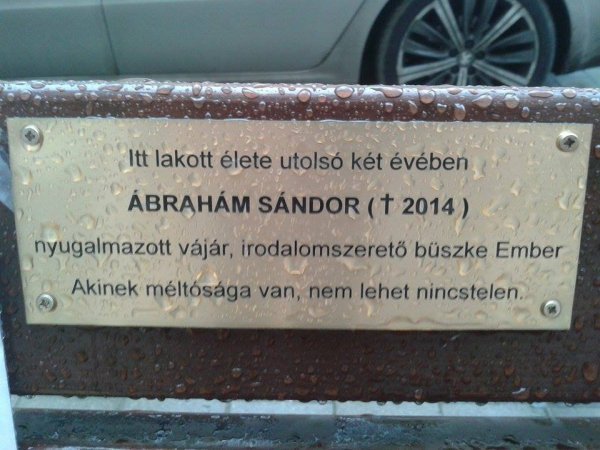 Itt lakott élete utolsó két évében
ÁBRAHÁM SÁNDOR ( † 2014 )
nyugalmazott vájár, irodalomszerető büszke Ember
Akinek méltósága van, nem lehet nincstelen.